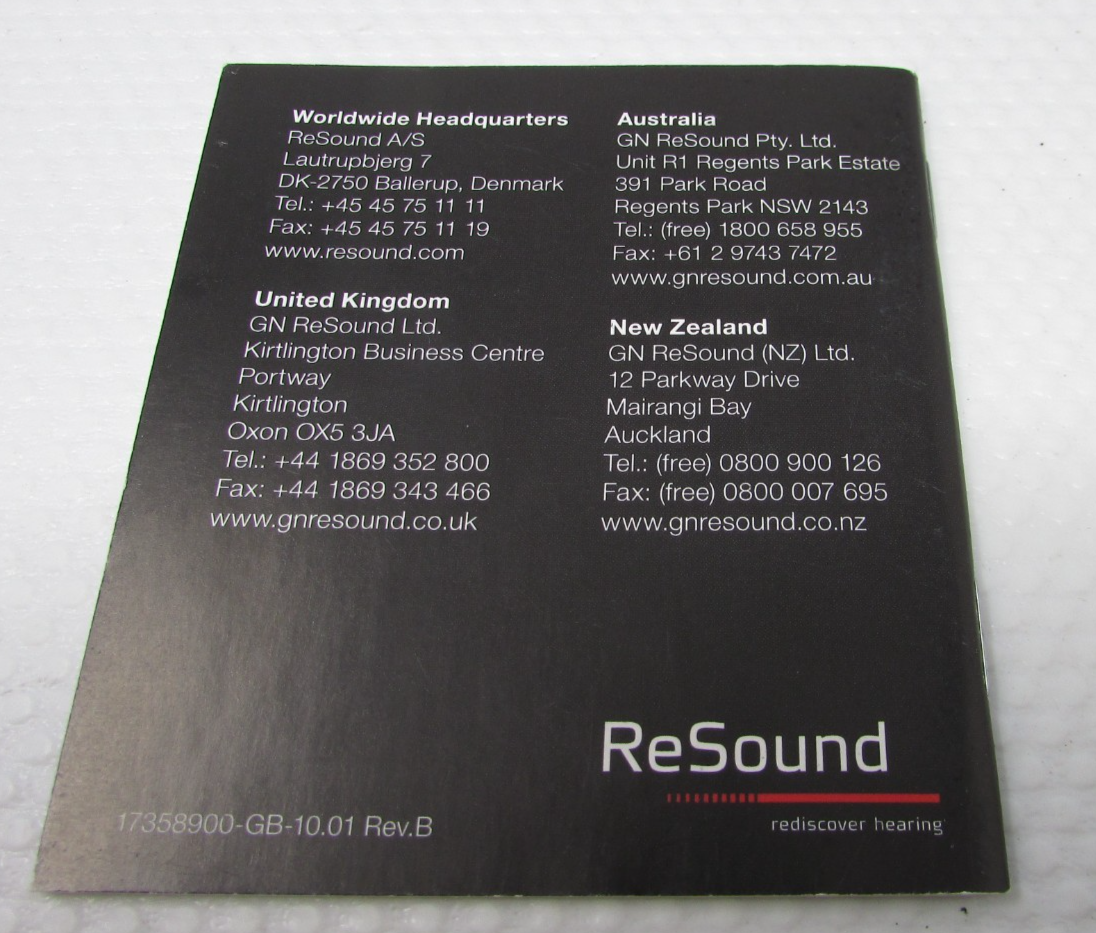 Worldwide Headquarters
ReSound A/S
Lautrupbjerg 7
DK-2750 Ballerup, Denmark
Tel.: +45 45 75 11 11
Fax: +45 45 75 11 19
www.resound.com
United Kingdom
GN ReSound Ltd.
Kirtlington Business Centre
Portway
Kirtlington
Oxon OX5 3JA
Tel.: +44 1869 352 800
Fax: +44 1869 343 466
www.gnresound.co.uk
Australia
GN ReSound Pty. Ltd.
Unit R1 Regents Park Estate
391 Park Road
Regents Park NSW 2143
Tel.: (free) 1800 658 955
Fax: +61 2 9743 7472
www.gnresound.com.au
New Zealand
GN ReSound (NZ) Ltd.
12 Parkway Drive
Mairangi Bay
Auckland
Tel.: (free) 0800 900 126
Fax: (free) 0800 007 695
www.gnresound.co.nz
ReSound
rediscover hearing
17358900-GB-10.01 Rev.B